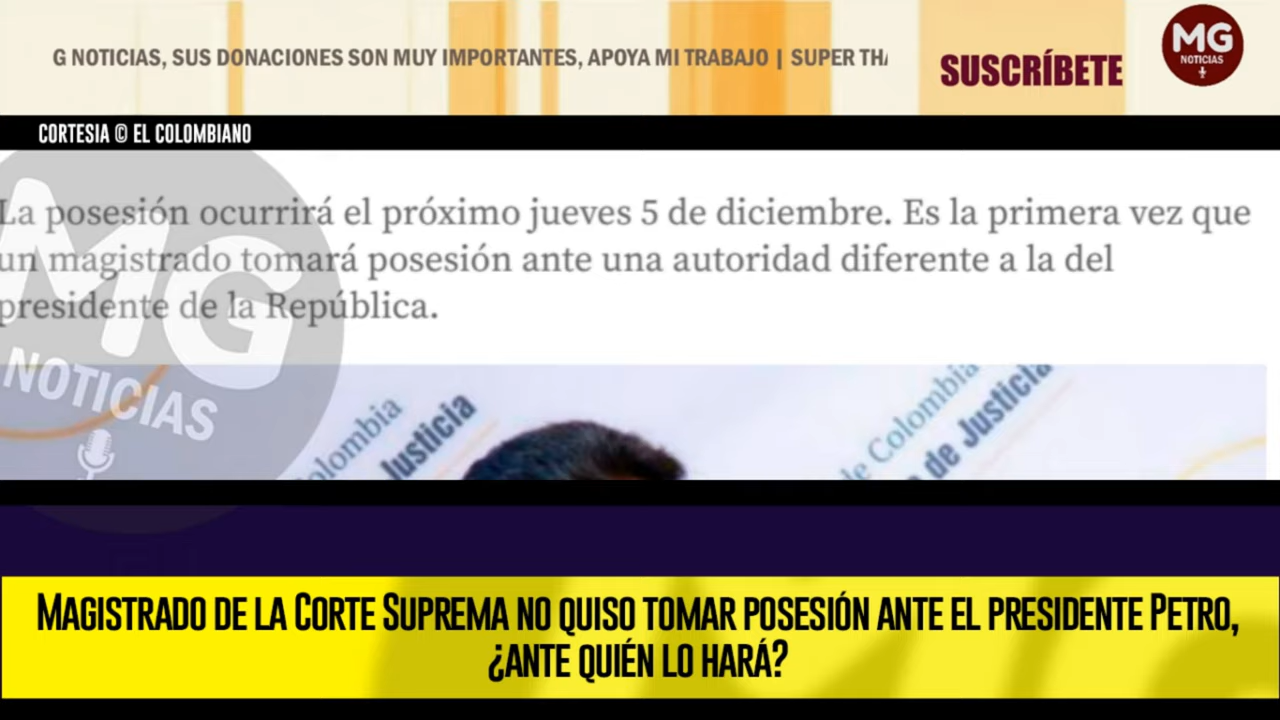 G NOTICIAS, SUS DONACIONES SON MUY IMPORTANTES, APOYA MI TRABAJO | SUPER
SUSCRÍBETE
MG
NOTICIAS
CORTESIA © EL COLOMBIANO
La posesión ocurrirá el próximo jueves 5 de diciembre. Es la primera vez que
un magistrado tomará posesión ante una autoridad diferente a la del
presidente de la República.
MG
NOTICIAS
olombia
Justicia
de Colombia
de Justicia
MAGISTRADO DE LA CORTE SUPREMA NO QUISO TOMAR POSESIÓN ANTE EL PRESIDENTE PETRO,
¿ANTE QUIÉN LO HARÁ?